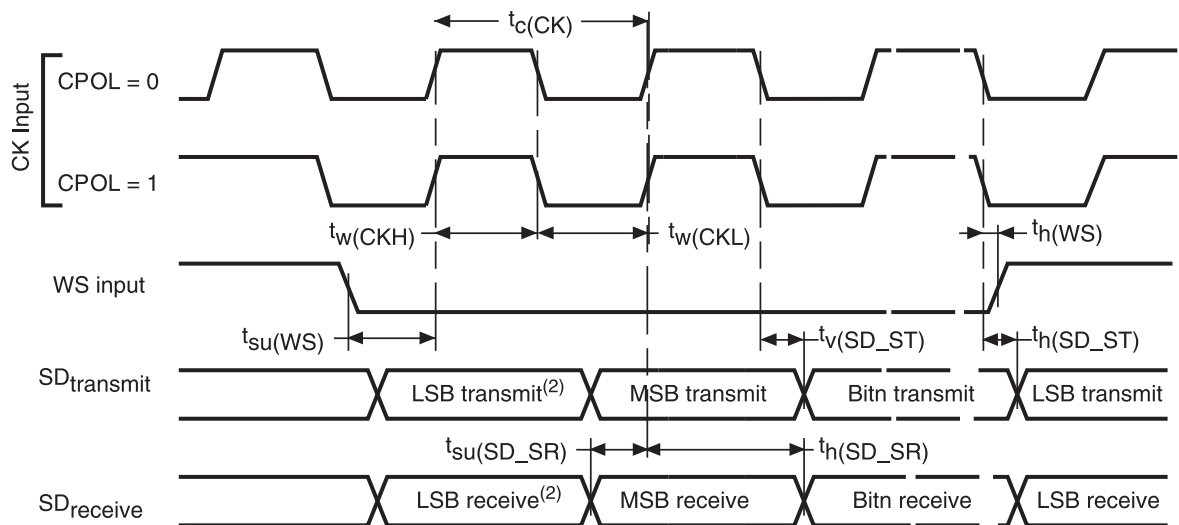 tc(CK)
CK Input
CPOL = 0
CPOL = 1
tw(CKH)
tw(CKL)
th(WS)
WS input
tsu(WS)
tv(SD_ST)
th(SD_ST)
SDtransmit
LSB transmit(2)
MSB transmit
Bitn transmit
LSB transmit
tsu(SD_SR)
th(SD_SR)
SDreceive
LSB receive(2)
MSB receive
Bitn receive
LSB receive